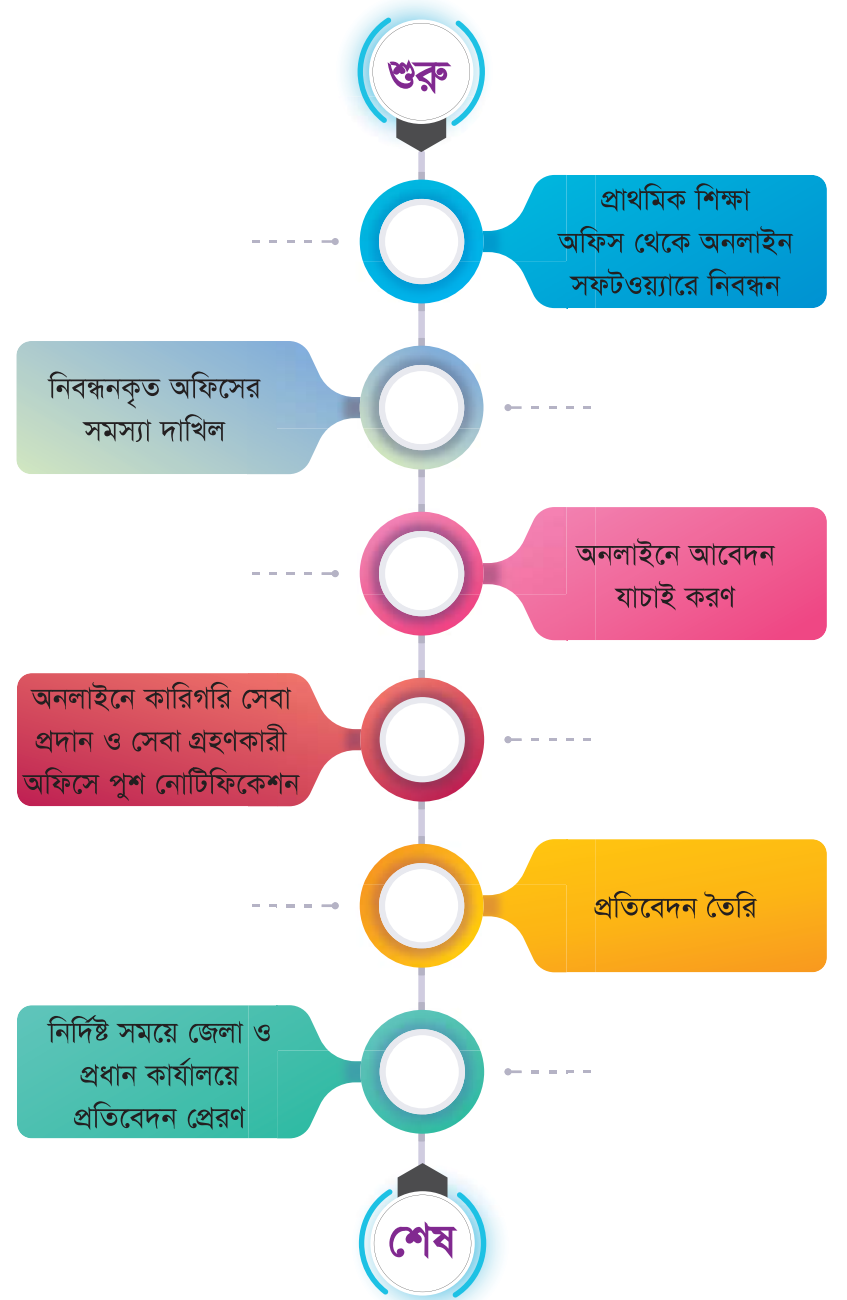 শুরু
প্রাথমিক শিক্ষা
অফিস থেকে অনলাইন
সফটওয়্যারে নিবন্ধন
নিবন্ধনকৃত অফিসের
সমস্যা দাখিল
অনলাইনে আবেদন
যাচাই করণ
অনলাইনে কারিগরি সেবা
প্রদান ও সেবা গ্রহণকারী
অফিসে পুশ নোটিফিকেশন
প্রতিবেদন তৈরি
নির্দিষ্ট সময়ে জেলা ও
প্রধান কার্যালয়ে
প্রতিবেদন প্রেরণ
শেষ